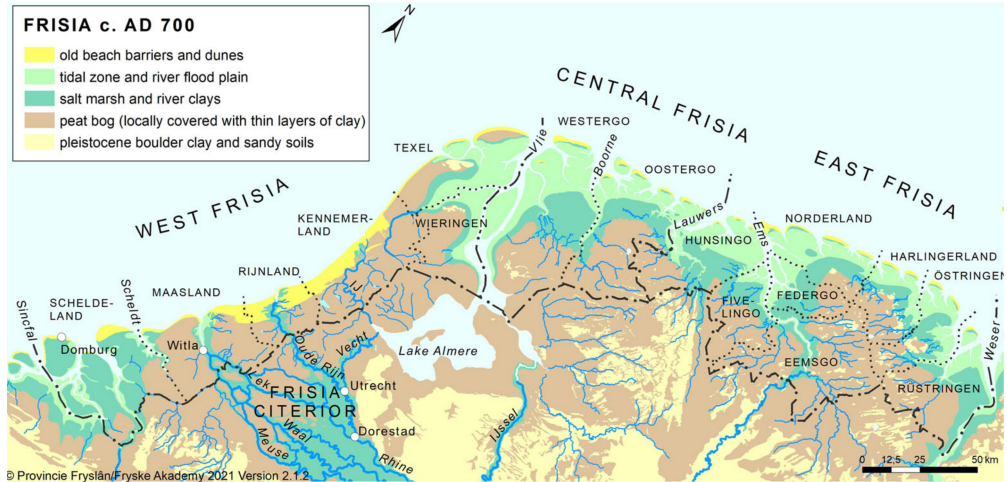 FRISIA c. AD 700
old beach barriers and dunes
tidal zone and river flood plain
salt marsh and river clays
peat bog (locally covered with thin layers of clay)
pleistocene boulder clay and sandy soils
N
CENTRAL FRISIA
WEST FRISIA
EAST FRISIA
TEXEL
Vlie
WESTERGO
Boorne
OOSTERGO
KENNEMER-
LAND
WIERINGEN
Lauwers
HUNSINGO
Ems
NORDERLAND
HARLINGERLAND
ÖSTRINGEN
RIJNLAND
MAASLAND
IJ
FIVE-
LINGO
FEDERGO
Sincfal
SCHELDE-
LAND
Scheldt
Domburg
Witla
Oude Rijn
Vecht
Lake Almere
EEMSGO
Weser
RÜSTRINGEN
Lek
FRISIA
CITERIOR
Utrecht
Dorestad
Waal
Meuse
Rhine
IJssel
0 12,5 25 50 km
© Provincie Fryslân/Fryske Akademy 2021 Version 2.1.2